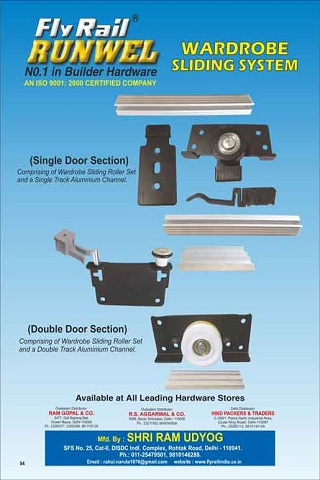 Fly Rail
RUNWEL
NO.1 in Builder Hardware
AN ISO 9001: 2000 CERTIFIED COMPANY
WARDROBE
SLIDING SYSTEM
(Single Door Section)
Comprising of Wardrobe Sliding Roller Set
and a Single Track Aluminium Channel.
(Double Door Section)
Comprising of Wardrobe Sliding Roller Set
and a Double Track Aluminium Channel.
Available at All Leading Hardware Stores
RAM GOPAL & CO.
R.S. AGGARWAL & CO.
HIND PACKERS & TRADERS
Mfd. By : SHRI RAM UDYOG
SFS No. 25, Cat-II, DSIDC Indl. Complex, Rohtak Road, Delhi - 110041.
Ph.: 011-25479501, 9810146288.
Email : rahul.narula1976@gmail.com website : www.flyrailindia.co.in
54